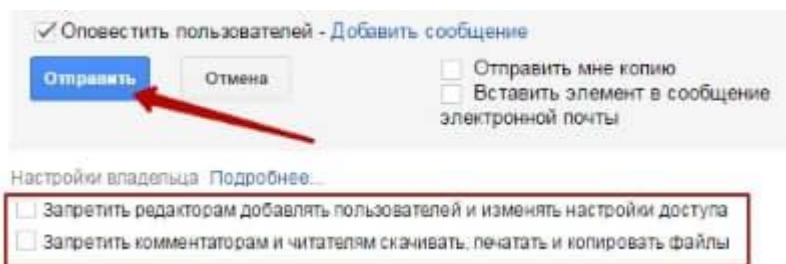 Оповестить пользователей - Добавить сообщение
Отправить Отмена Отправить мне копию
Вставить элемент в сообщение
электронной почты
Настройки владельца Подробнее...
Запретить редакторам добавлять пользователей и изменять настройки доступа
Запретить комментаторам и читателям скачивать, печатать и копировать файлы